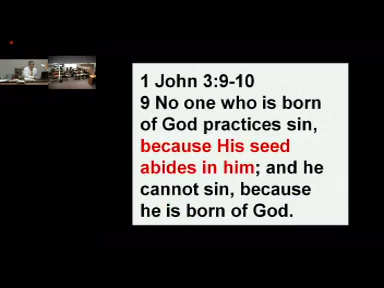 1 John 3:9-10
9 No one who is born
of God practices sin,
because His seed
abides in him; and he
cannot sin, because
he is born of God.